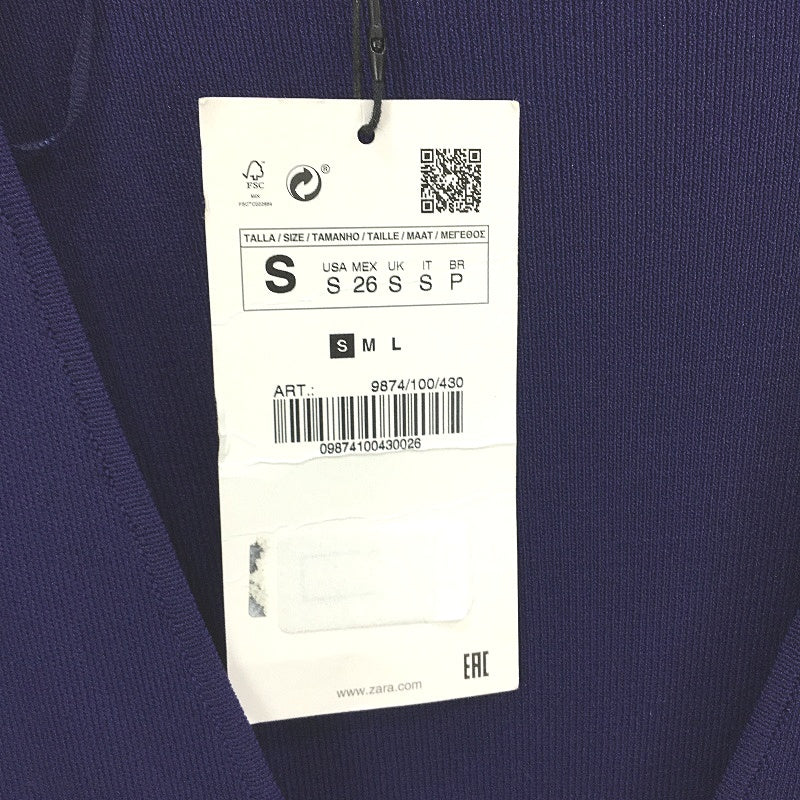 FSC
MIX
®
TALLA / SIZE / TAMANHO / TAILLE / MAAT / ΜΕΓΕΘΟΣ
S
USA MEX UK IT BR
S 26 S S P
S M L
ART.: 9874/100/430
09874100430026
EAC
www.zara.com